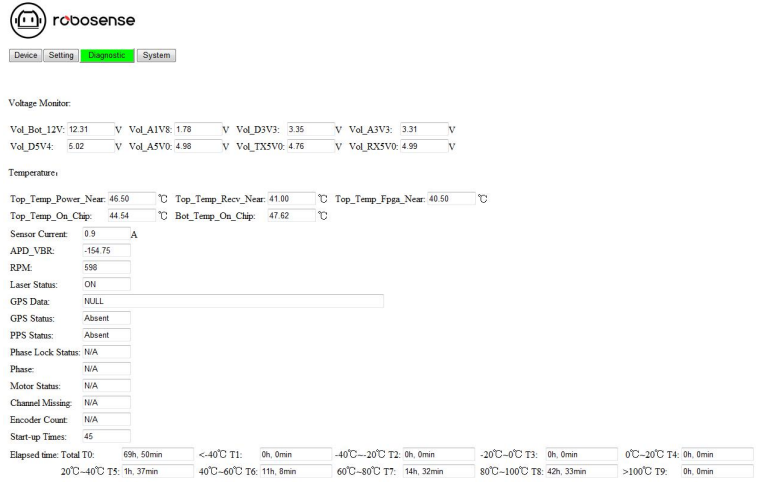 robosense
Device Setting Diagnostic System
Voltage Monitor:
Vol_Bot_12V: 12.31 V Vol_A1V8: 1.78 V Vol_D3V3: 3.35 V Vol_A3V3: 3.31 V
Vol_D5V4: 5.02 V Vol_A5V0: 4.98 V Vol_TX5V0: 4.76 V Vol_RX5V0: 4.99 V
Temperature:
Top_Temp_Power_Near: 46.50 ℃ Top_Temp_Recv_Near: 41.00 ℃ Top_Temp_Fpga_Near: 40.50 ℃
Top_Temp_On_Chip: 44.54 ℃ Bot_Temp_On_Chip: 47.62 ℃
Sensor Current: 0.9 A
APD_VBR: -154.75
RPM: 598
Laser Status: ON
GPS Data: NULL
GPS Status: Absent
PPS Status: Absent
Phase Lock Status: N/A
Phase: N/A
Motor Status: N/A
Channel Missing: N/A
Encoder Count: N/A
Start-up Times: 45
Elapsed time: Total T0: 69h, 50min <-40℃ T1: 0h, 0min -40℃~-20℃ T2: 0h, 0min -20℃~0℃ T3: 0h, 0min 0℃~20℃ T4: 0h, 0min
20℃~40℃ T5: 1h, 37min 40℃~60℃ T6: 11h, 8min 60℃~80℃ T7: 14h, 32min 80℃~100℃ T8: 42h, 33min >100℃ T9: 0h, 0min